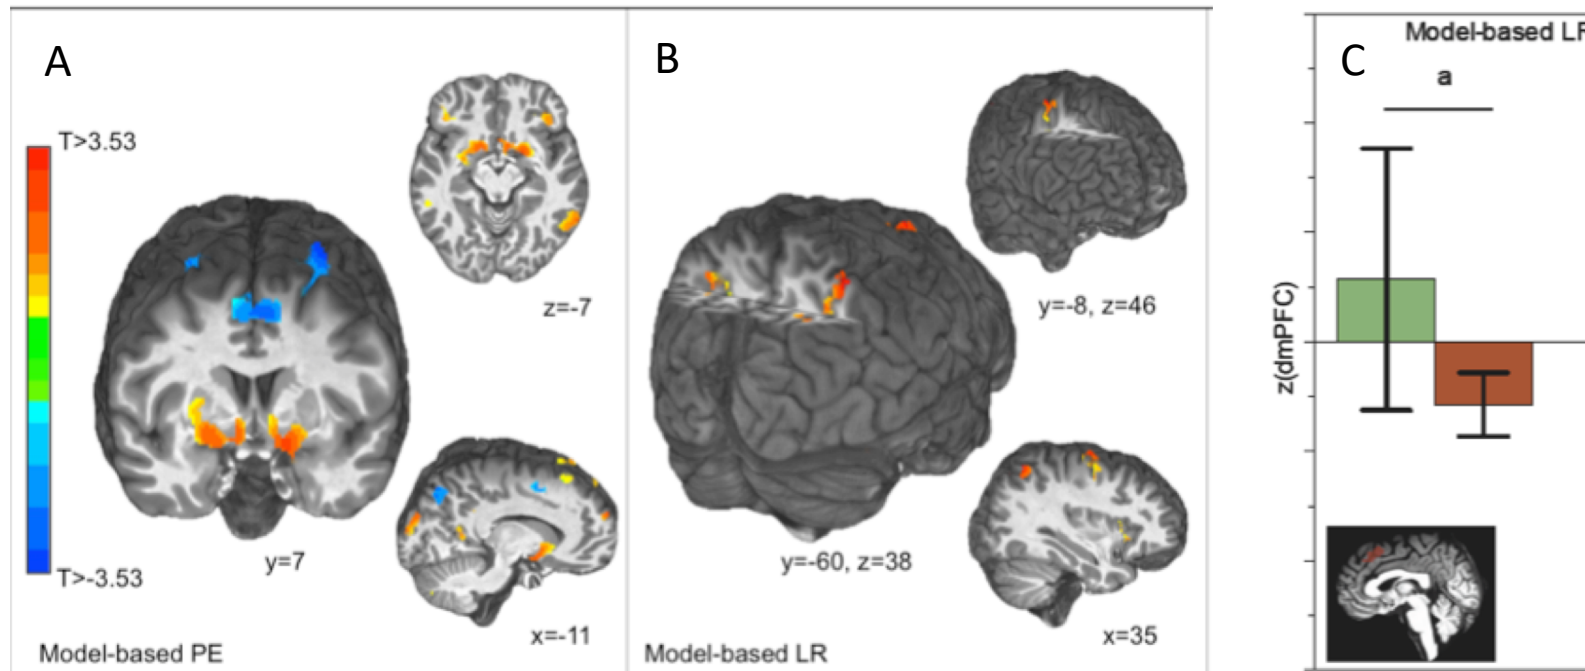 A
T>3.53
z=-7
y=7
T>-3.53
x=-11
Model-based PE
B
y=-8, z=46
y=-60, z=38
x=35
Model-based LR
Model-based LR
C
a
z(dmPFC)